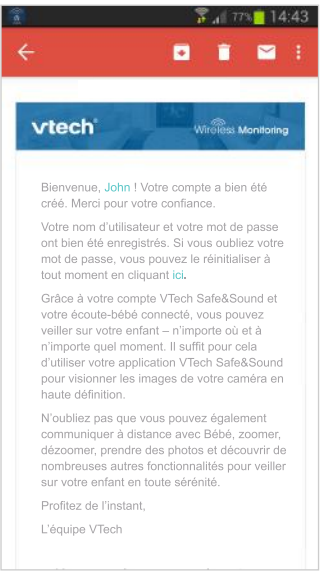 77% 14:43
vtech
Wireless Monitoring
Bienvenue, John ! Votre compte a bien été
créé. Merci pour votre confiance.
Votre nom d'utilisateur et votre mot de passe
ont bien été enregistrés. Si vous oubliez votre
mot de passe, vous pouvez le réinitialiser à
tout moment en cliquant ici.
Grâce à votre compte VTech Safe&Sound et
votre écoute-bébé connecté, vous pouvez
veiller sur votre enfant – n'importe où et à
n'importe quel moment. Il suffit pour cela
d'utiliser votre application VTech Safe&Sound
pour visionner les images de votre caméra en
haute définition.
N'oubliez pas que vous pouvez également
communiquer à distance avec Bébé, zoomer,
dézoomer, prendre des photos et découvrir de
nombreuses autres fonctionnalités pour veiller
sur votre enfant en toute sérénité.
Profitez de l'instant,
L'équipe VTech